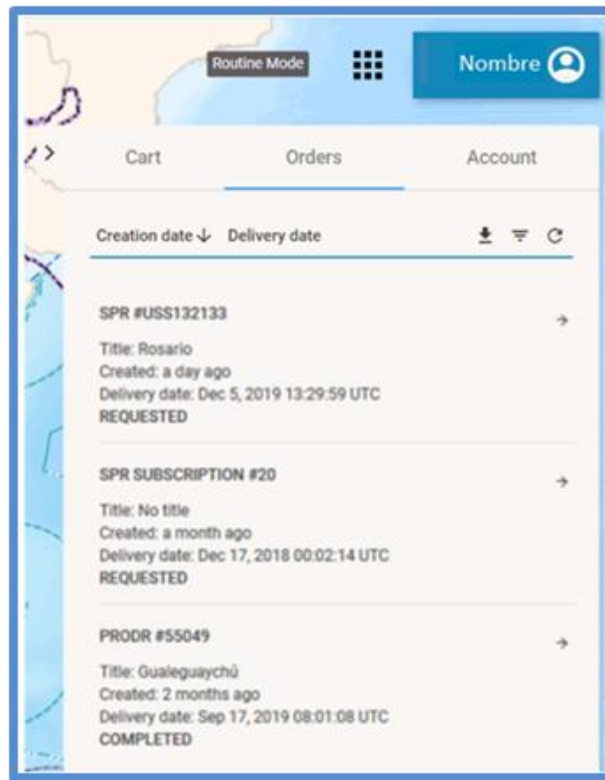 Routine Mode
Nombre
Cart
Orders
Account
Creation date ↓ Delivery date
SPR #USS132133
Title: Rosario
Created: a day ago
Delivery date: Dec 5, 2019 13:29:59 UTC
REQUESTED
SPR SUBSCRIPTION #20
Title: No title
Created: a month ago
Delivery date: Dec 17, 2018 00:02:14 UTC
REQUESTED
PRODR #55049
Title: Gualeguaychú
Created: 2 months ago
Delivery date: Sep 17, 2019 08:01:08 UTC
COMPLETED